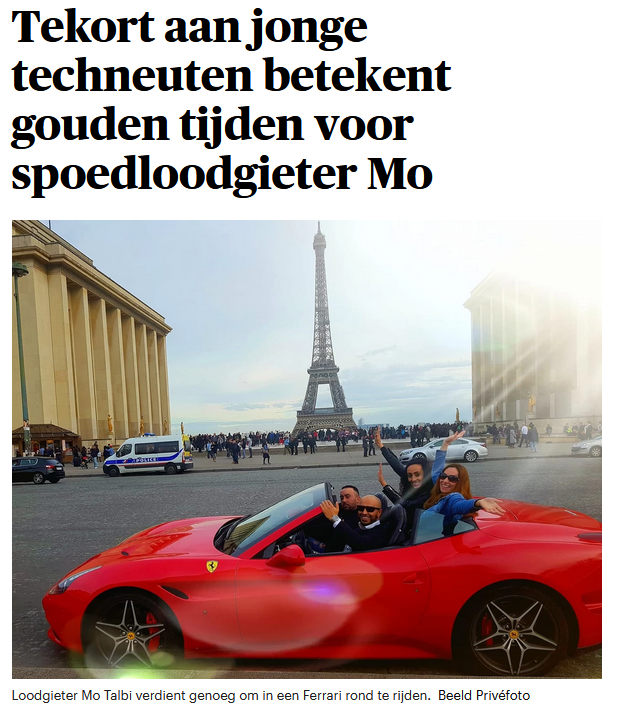 Tekort aan jonge
techneuten betekent
gouden tijden voor
spoedloodgieter Mo
POLICE
Loodgieter Mo Talbi verdient genoeg om in een Ferrari rond te rijden. Beeld Privéfoto